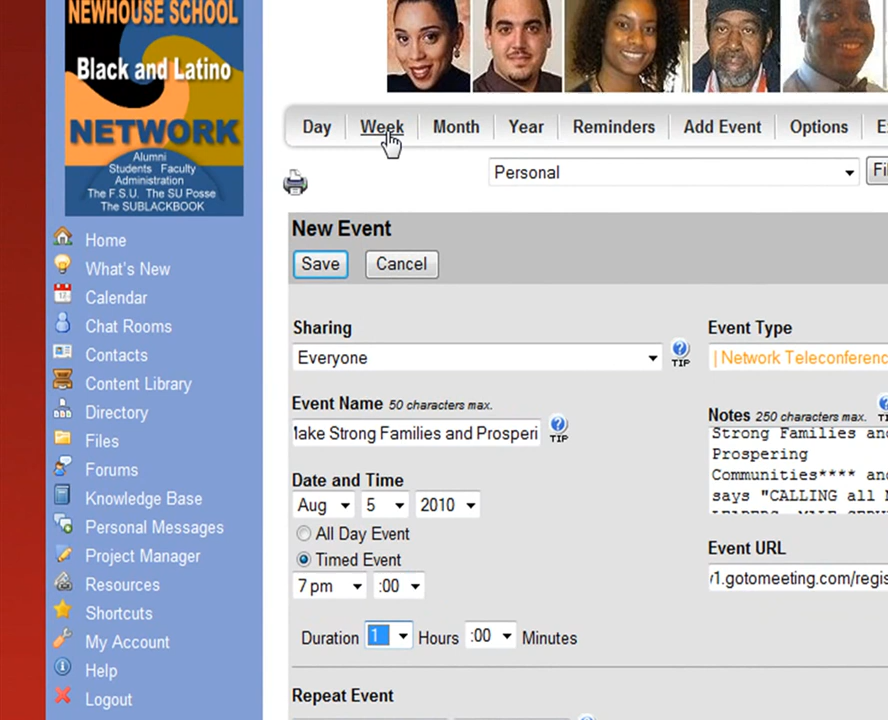 NEWHOUSE SCHOOL
Black and Latino
NETWORK
Alumni
Students Faculty
Administration
The F.S.U. The SU Posse
The SUBLACKBOOK
Home
What's New
Calendar
Chat Rooms
Contacts
Content Library
Directory
Files
Forums
Knowledge Base
Personal Messages
Project Manager
Resources
Shortcuts
My Account
Help
Logout
Day Week Month Year Reminders Add Event Options
Personal
New Event
Save Cancel
Sharing
Everyone
TIP
Event Name 50 characters max.
Make Strong Families and Prosperi
TIP
Date and Time
Aug 5 2010
All Day Event
Timed Event
7 pm :00
Duration 1 Hours :00 Minutes
Repeat Event
Event Type
| Network Teleconferenc
Notes 250 characters max.
Strong Families and
Prospering
Communities**** and
says "CALLING all
Event URL
1.gotomeeting.com/regis